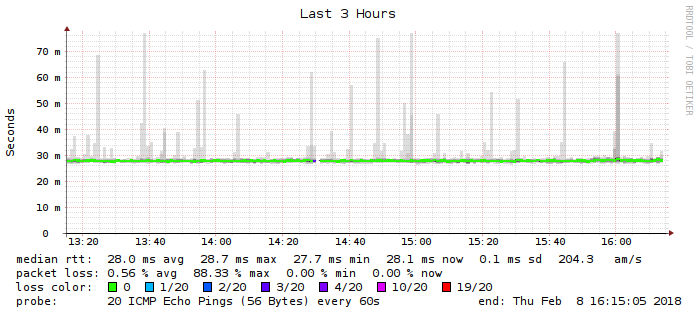 Last 3 Hours
RRDTOOL / TOBI OETIKER
Seconds
70 m
60 m
50 m
40 m
30 m
20 m
10 m
0
13:20 13:40 14:00 14:20 14:40 15:00 15:20 15:40 16:00
median rtt: 28.0 ms avg 28.7 ms max 27.7 ms min 28.1 ms now 0.1 ms sd 204.3 am/s
packet loss: 0.56 % avg 88.33 % max 0.00 % min 0.00 % now
loss color: 0 1/20 2/20 3/20 4/20 10/20 19/20
probe: 20 ICMP Echo Pings (56 Bytes) every 60s end: Thu Feb 8 16:15:05 2018